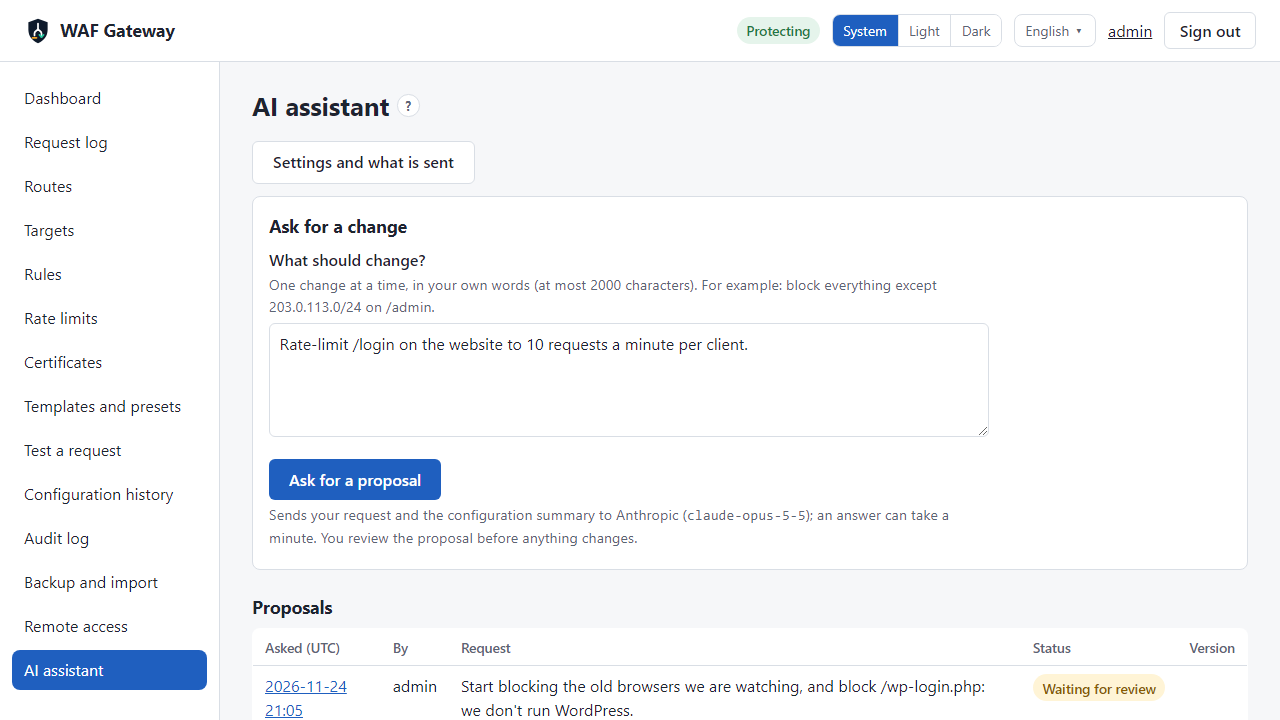 WAF Gateway
Protecting
System Light Dark
English
admin
Sign out
Dashboard
Request log
Routes
Targets
Rules
Rate limits
Certificates
Templates and presets
Test a request
Configuration history
Audit log
Backup and import
Remote access
AI assistant
AI assistant ?
Settings and what is sent
Ask for a change
What should change?
One change at a time, in your own words (at most 2000 characters). For example: block everything except
203.0.113.0/24 on /admin.
Rate-limit /login on the website to 10 requests a minute per client.
Ask for a proposal
Sends your request and the configuration summary to Anthropic (claude-opus-5-5); an answer can take a
minute. You review the proposal before anything changes.
Proposals
Asked (UTC) By Request Status Version
2026-11-24 admin Start blocking the old browsers we are watching, and block /wp-login.php: Waiting for review
21:05 we don't run WordPress.